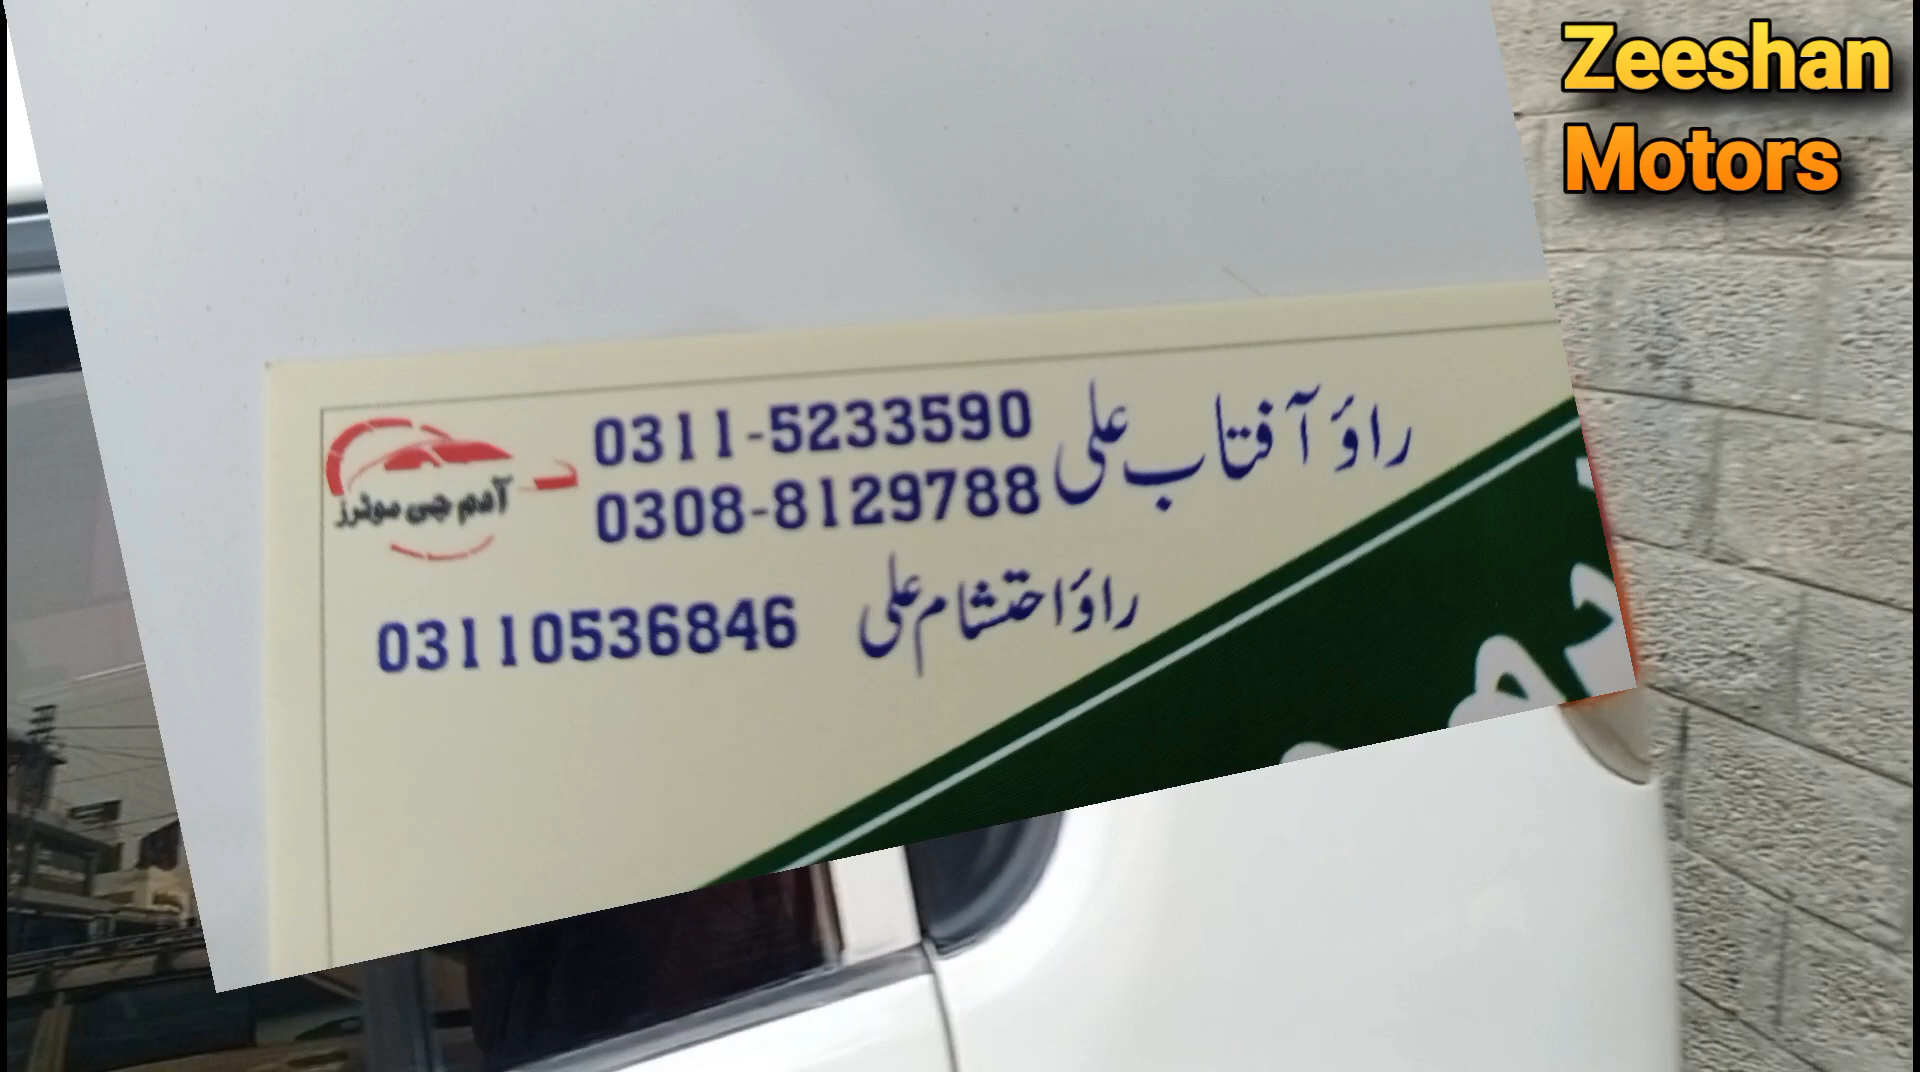 Zeeshan
Motors
راؤ آفتاب علی 0311-5233590
0308-8129788
آدم جی موٹرز
راؤ احتشام علی 03110536846